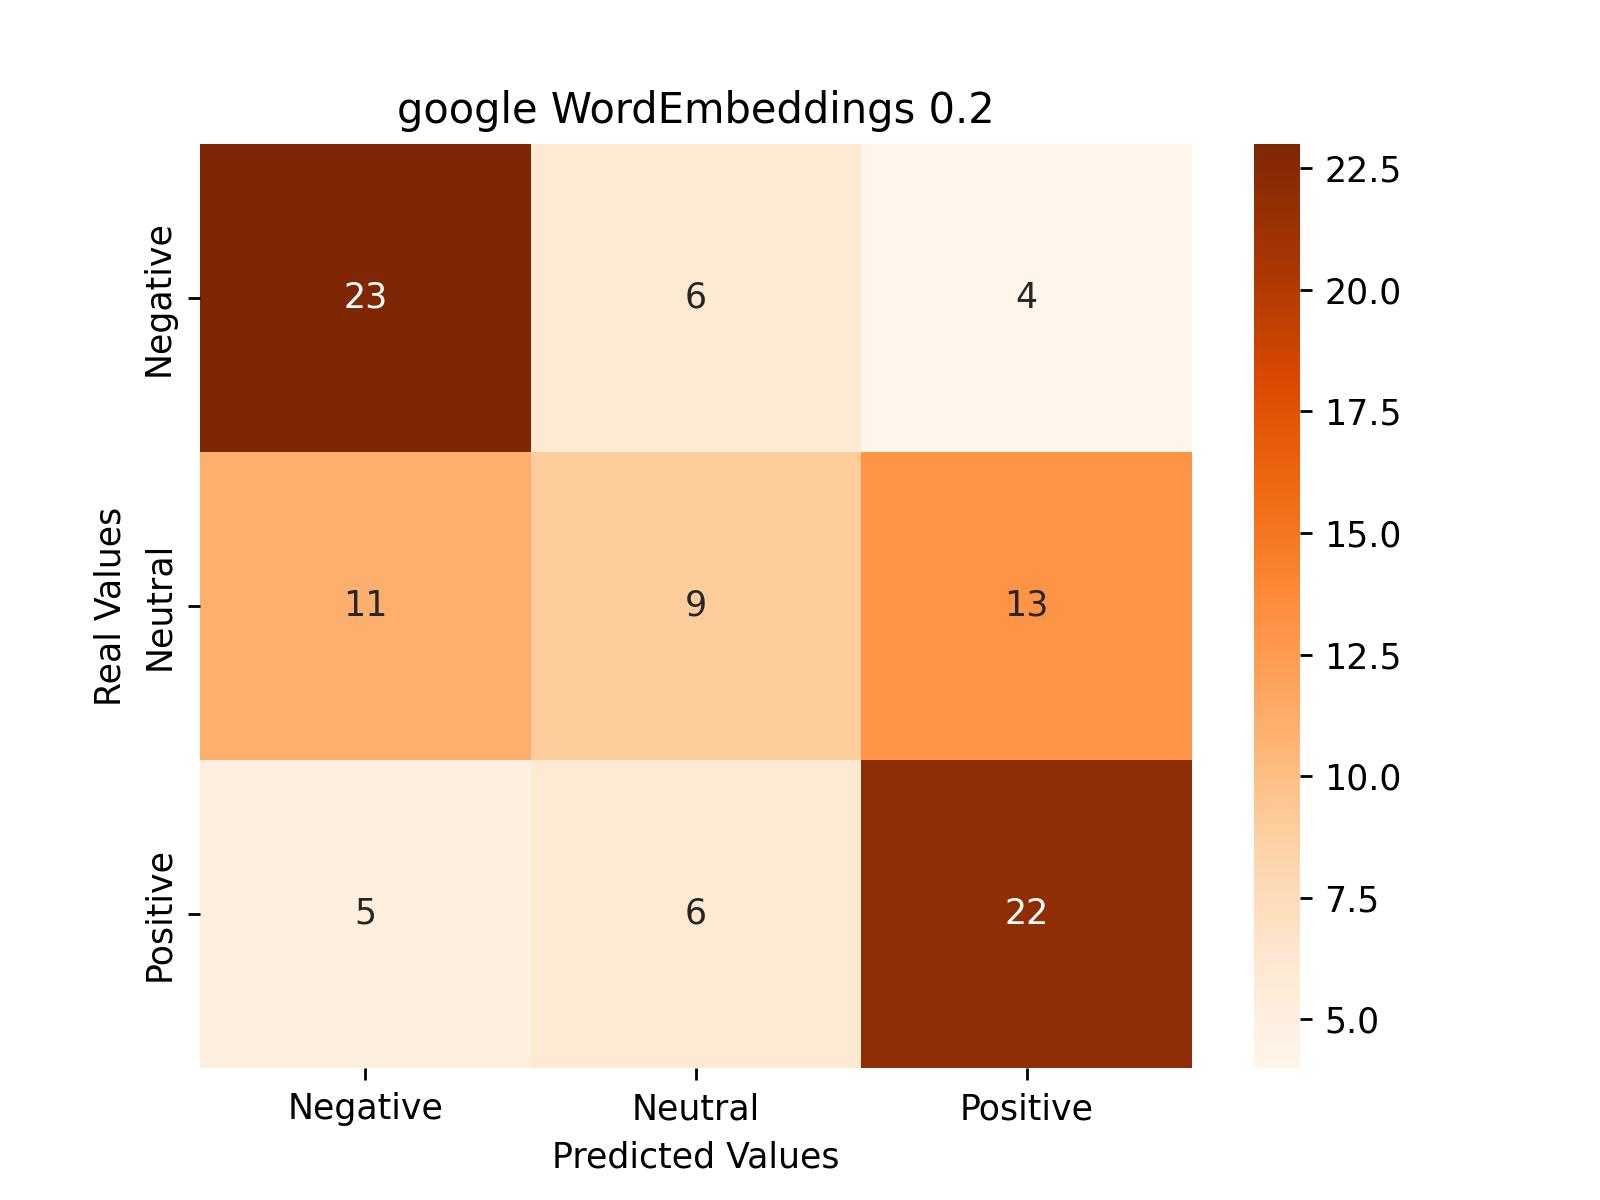 google WordEmbeddings 0.2
Real Values
Negative
23 6 4
Neutral
11 9 13
Positive
5 6 22
Negative Neutral Positive
Predicted Values
22.5
20.0
17.5
15.0
12.5
10.0
7.5
5.0